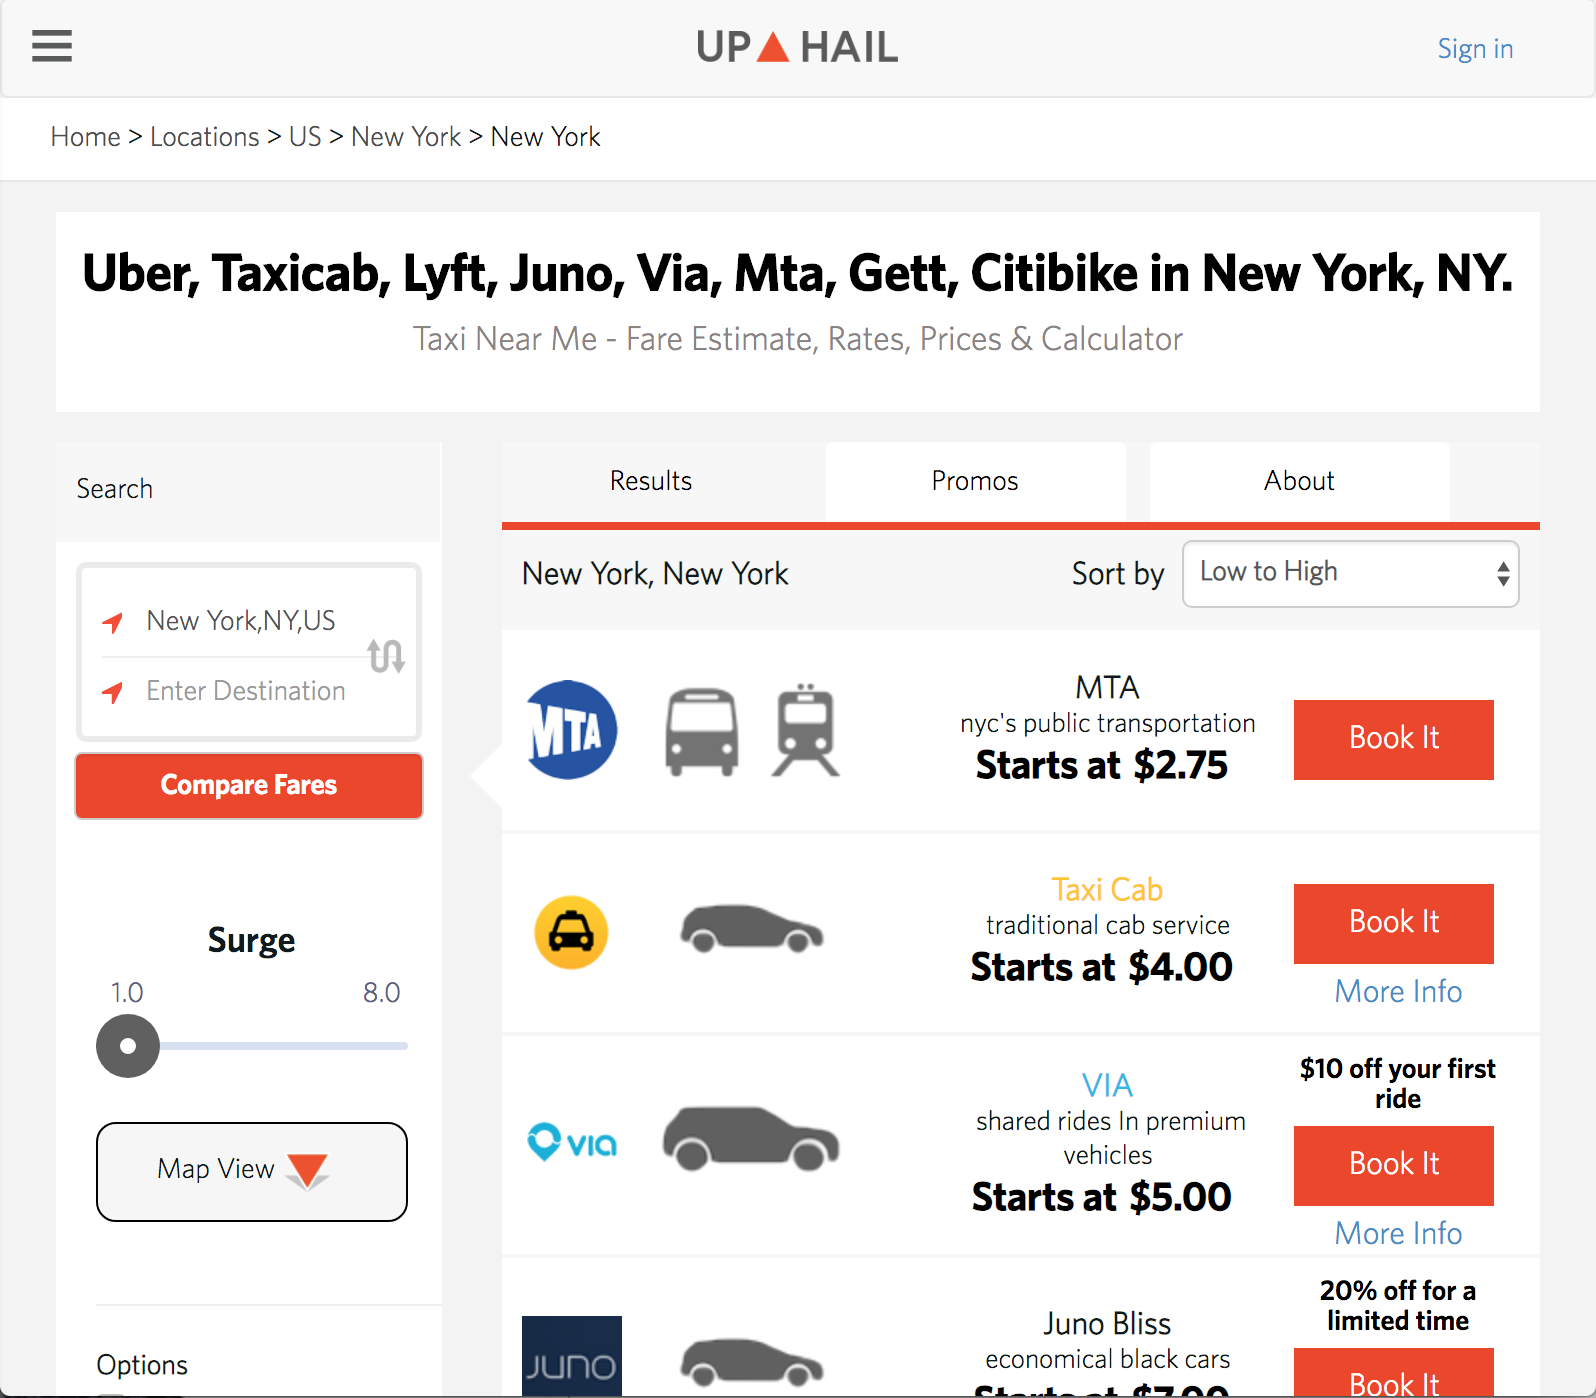 UP HAIL
Sign in
Home > Locations > US > New York > New York
Uber, Taxicab, Lyft, Juno, Via, Mta, Gett, Citibike in New York, NY.
Taxi Near Me - Fare Estimate, Rates, Prices & Calculator
Search
New York,NY,US
Enter Destination
Compare Fares
Surge
1.0 8.0
Map View
Options
Results Promos About
New York, New York Sort by Low to High
MTA
MTA
nyc's public transportation
Starts at $2.75
Book It
Taxi Cab
traditional cab service
Starts at $4.00
Book It
More Info
via
VIA
shared rides In premium
vehicles
Starts at $5.00
$10 off your first
ride
Book It
More Info
JUNO
Juno Bliss
economical black cars
Starts at $7.00
20% off for a
limited time
Book It